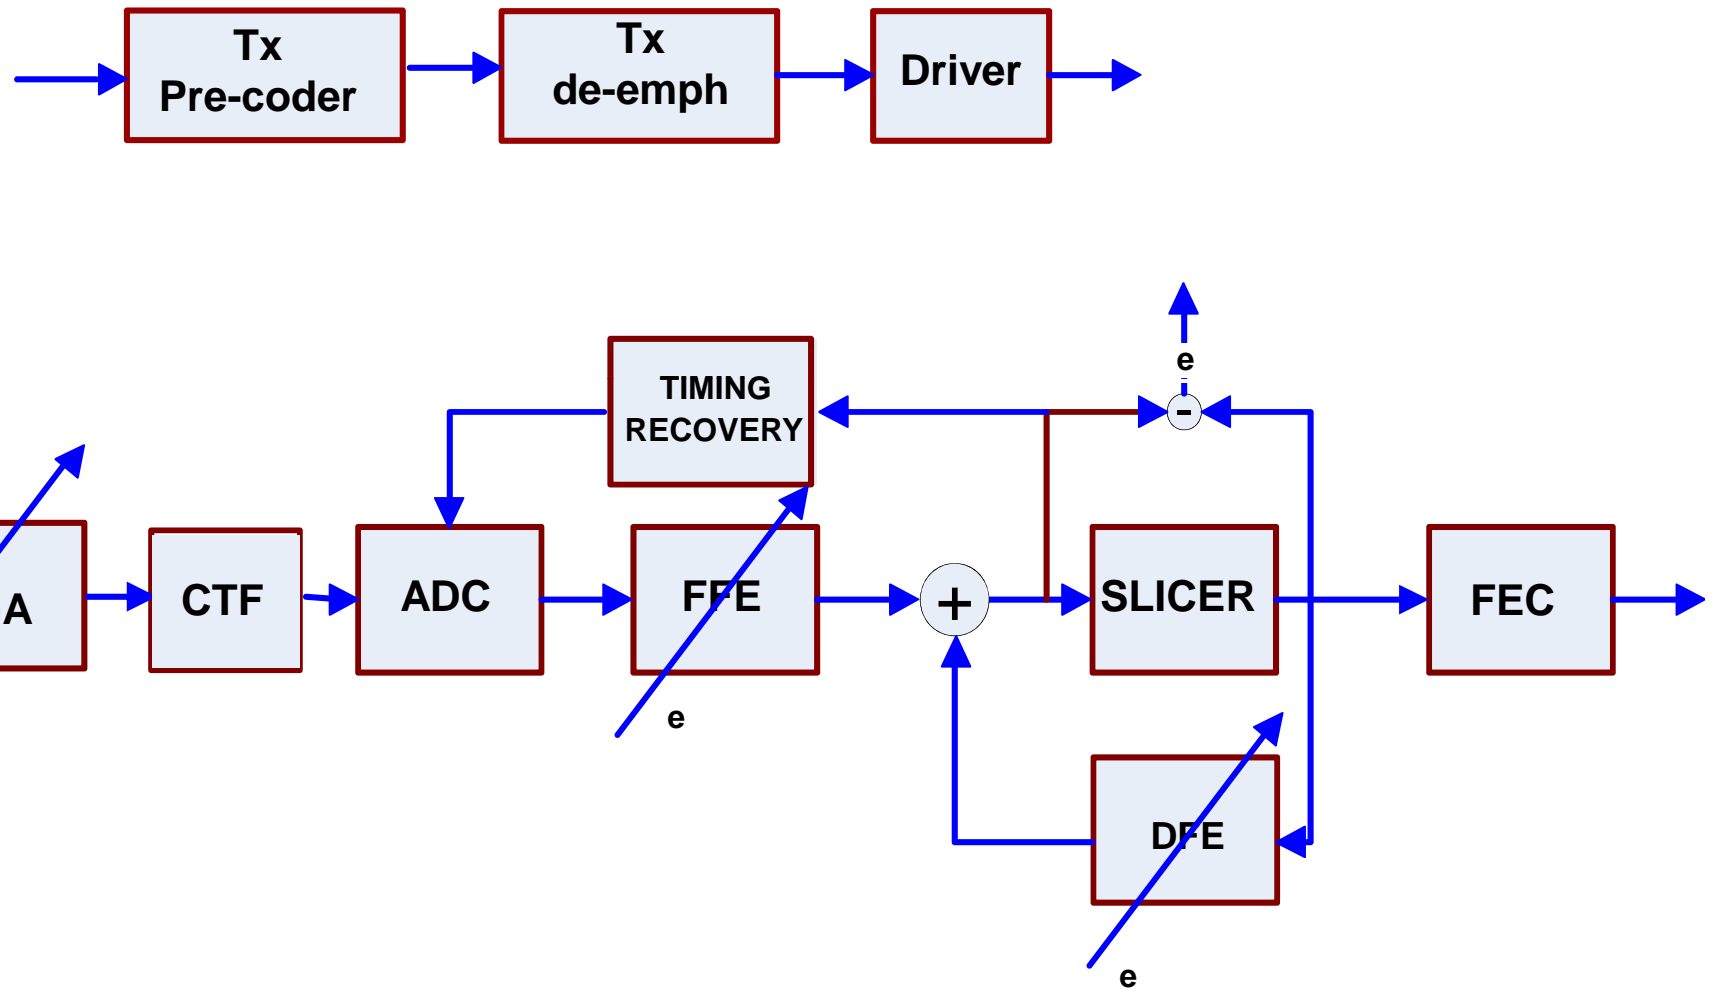 Tx
Pre-coder
Tx
de-emph
Driver
e
TIMING
RECOVERY
-
A
CTF
ADC
FFE
+
SLICER
FEC
e
DFE
e